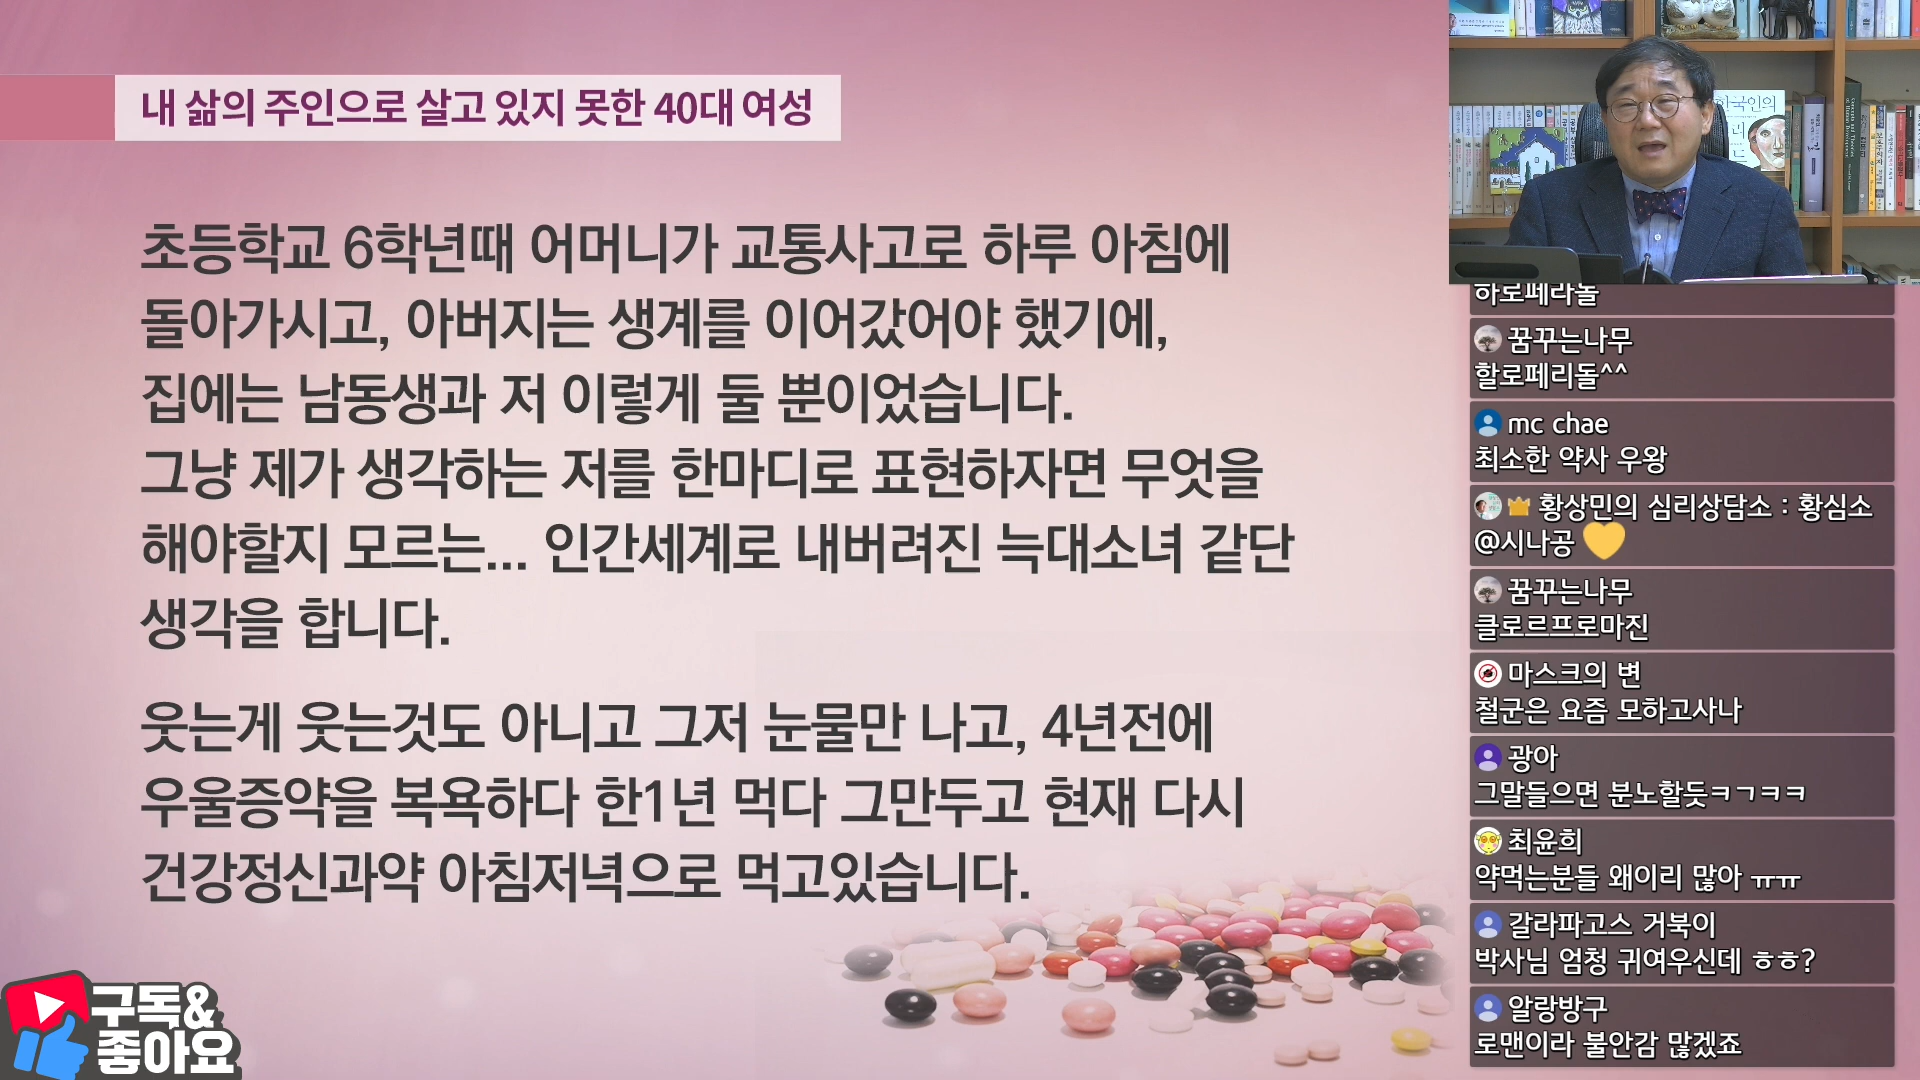 내 삶의 주인으로 살고 있지 못한 40대 여성
초등학교 6학년때 어머니가 교통사고로 하루 아침에
돌아가시고, 아버지는 생계를 이어갔어야 했기에,
집에는 남동생과 저 이렇게 둘 뿐이었습니다.
그냥 제가 생각하는 저를 한마디로 표현하자면 무엇을
해야할지 모르는... 인간세계로 내버려진 늑대소녀 같단
생각을 합니다.
웃는게 웃는것도 아니고 그저 눈물만 나고, 4년전에
우울증약을 복욕하다 한1년 먹다 그만두고 현재 다시
건강정신과약 아침저녁으로 먹고있습니다.
구독&
좋아요
한국인의
하로페라돌
꿈꾸는나무
할로페리돌^^
mc chae
최소한 약사 우왕
황상민의 심리상담소 : 황심소
@시나공
꿈꾸는나무
클로르프로마진
마스크의 변
철군은 요즘 모하고사나
광아
그말들으면 분노할듯ㅋㄱㅋㅋ
최윤희
약먹는분들 왜이리 많아 ㅠㅠ
갈라파고스 거북이
박사님 엄청 귀여우신데 ㅎㅎ?
알랑방구
로맨이라 불안감 많겠죠